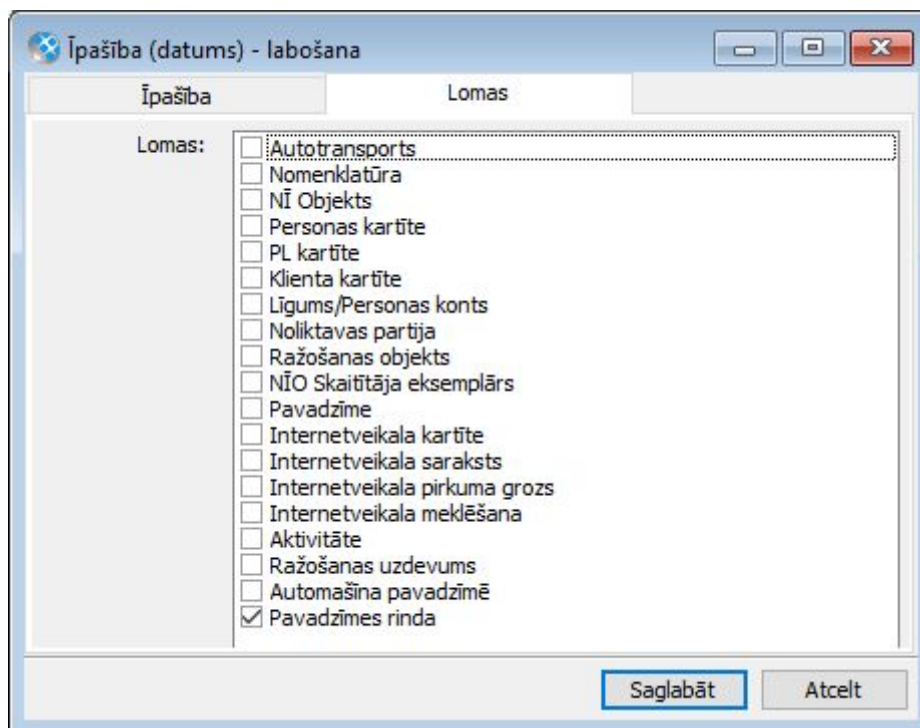 Īpašība (datums) - labošana
Īpašība Lomas
Lomas:
Autotransports
Nomenklatūra
NĪ Objekts
Personas kartīte
PL kartīte
Klienta kartīte
Līgums/Personas konts
Noliktavas partija
Ražošanas objekts
NĪO Skaitītāja eksemplārs
Pavadzīme
Internetveikala kartīte
Internetveikala saraksts
Internetveikala pirkuma grozs
Internetveikala meklēšana
Aktivitāte
Ražošanas uzdevums
Automašīna pavadzīmē
Pavadzīmes rinda
Saglabāt Atcelt